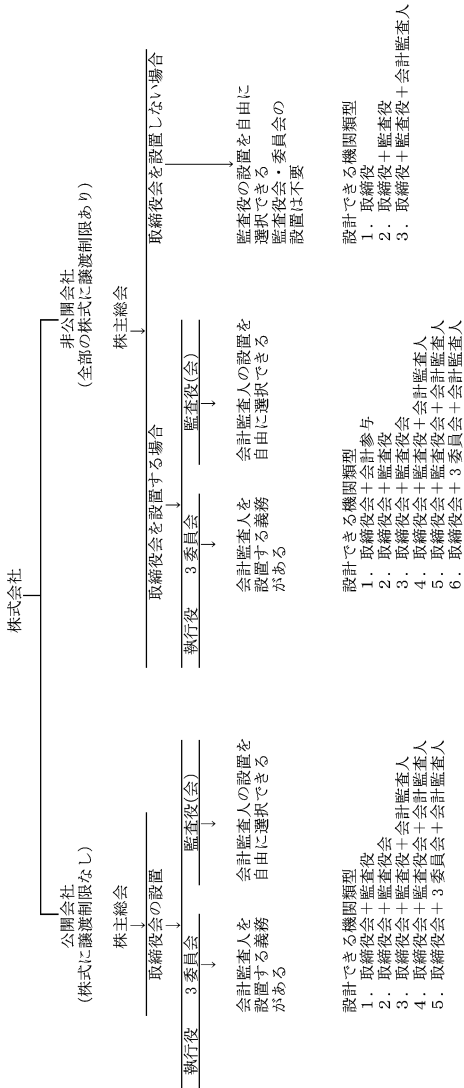 株式会社
公開会社
(株式に譲渡制限なし)
株主総会
取締役会の設置
執行役
3委員会
監査役(会)
会計監査人を
設置する義務
がある
会計監査人の設置を
自由に選択できる
設計できる機関類型
1．取締役会＋監査役
2．取締役会＋監査役会
3．取締役会＋監査役＋会計監査人
4．取締役会＋監査役会＋会計監査人
5．取締役会＋3委員会＋会計監査人
非公開会社
(全部の株式に譲渡制限あり)
株主総会
取締役会を設置する場合
執行役
3委員会
監査役(会)
会計監査人を
設置する義務
がある
会計監査人の設置を
自由に選択できる
設計できる機関類型
1．取締役会＋会計参与
2．取締役会＋監査役
3．取締役会＋監査役会
4．取締役会＋監査役＋会計監査人
5．取締役会＋監査役会＋会計監査人
6．取締役会＋3委員会＋会計監査人
取締役会を設置しない場合
監査役の設置を自由に
選択できる
監査役会・委員会の
設置は不要
設計できる機関類型
1．取締役
2．取締役＋監査役
3．取締役＋監査役＋会計監査人